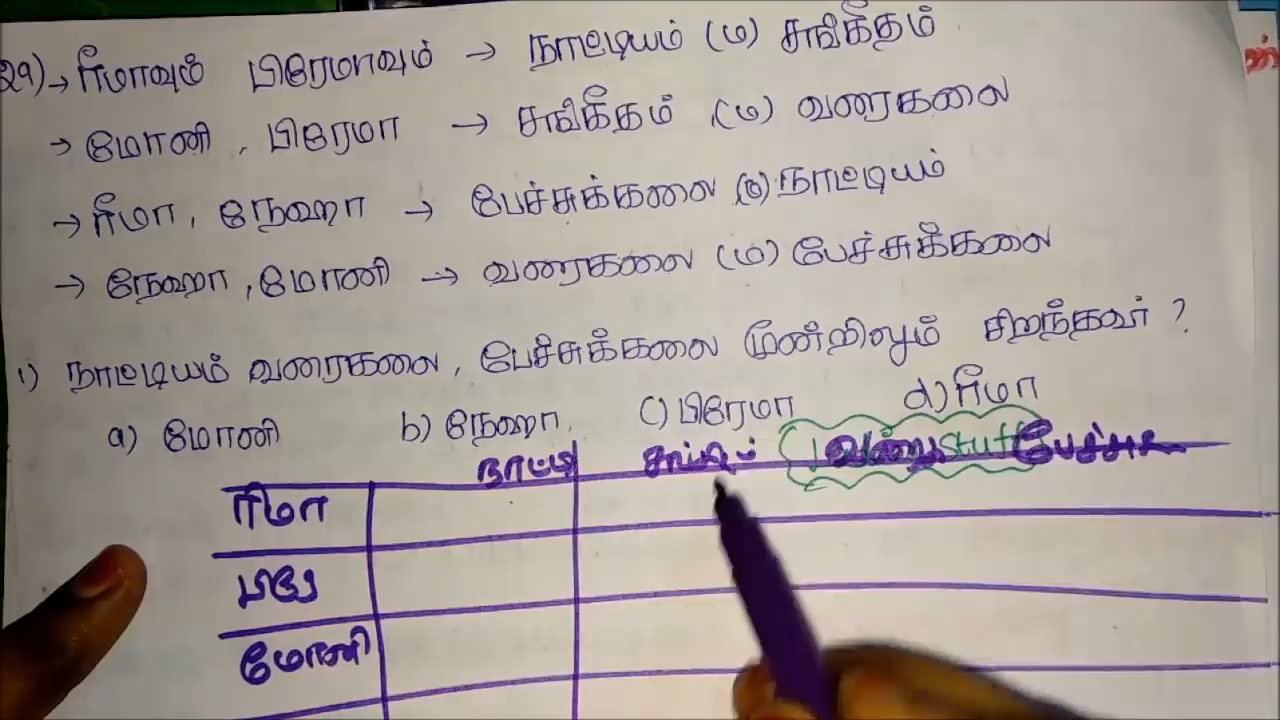 29) → ரீமாவும் பிரேமாவும் → நாட்டியம் (ம) சங்கீதம்
→ மோனி , பிரேமா → சங்கீதம் (ம) வரைகலை
→ ரீமா , நேஹா → பேச்சுக்கலை (ம) நாட்டியம்
→ நேஹா , மோனி → வரைகலை (ம) பேச்சுக்கலை
i) நாட்டியம் வரைகலை , பேச்சுக்கலை மூன்றிலும் சிறந்தவர் ?
a) மோனி b) நேஹா c) பிரேமா d) ரீமா
நாட்டி
ரீமா
பிரே
மோனி